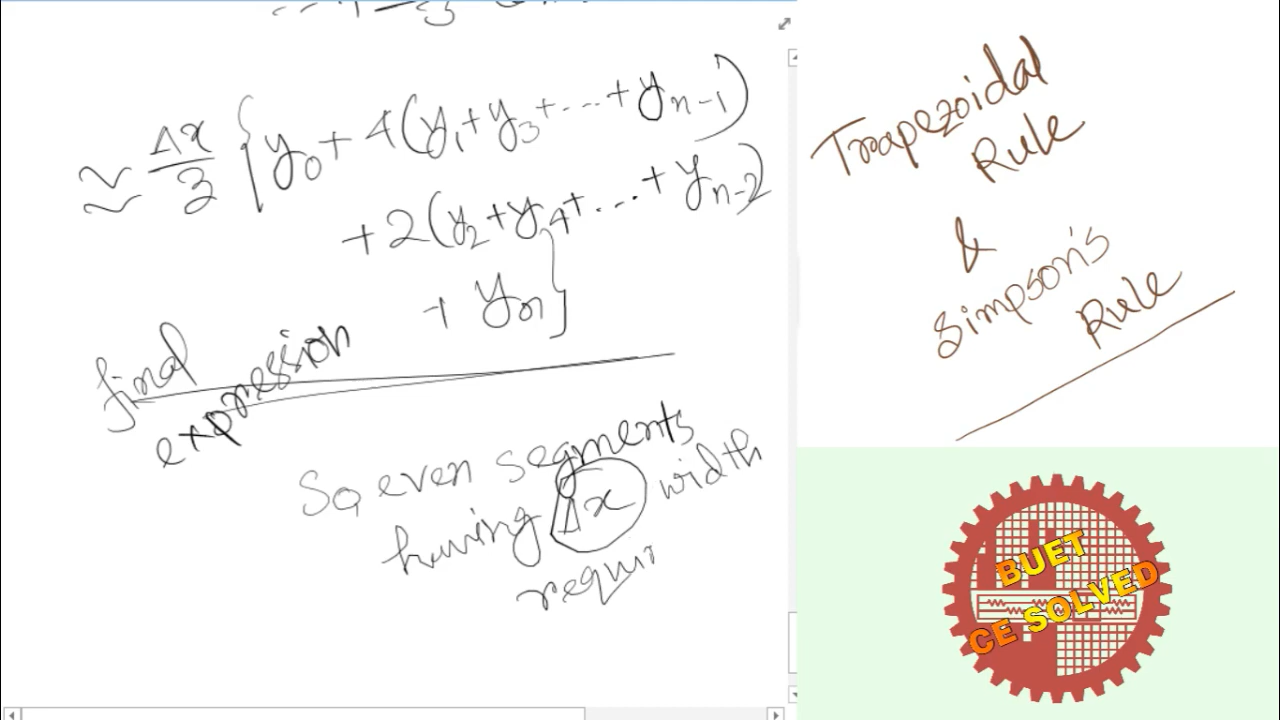 ≃ Δx/3 {y₀ + 4(y₁ + y₃ + .... + yₙ₋₁)
+ 2(y₂ + y₄ + ... + yₙ₋₂)
+ yₙ}
final
expression
So even segments
having Δx width
requi
Trapezoidal
Rule
&
Simpson's
Rule
BUET
CE SOLVED